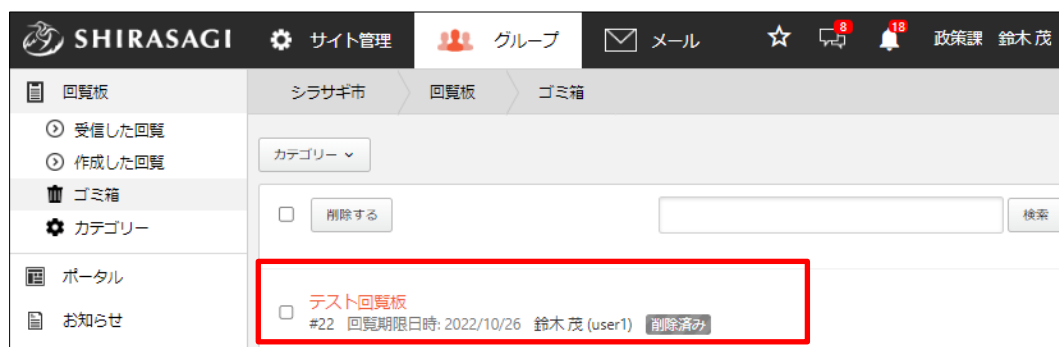 SHIRASAGI サイト管理 グループ メール 8 18 政策課 鈴木 茂
回覧板
シラサギ市 回覧板 ゴミ箱
受信した回覧
作成した回覧
ゴミ箱
カテゴリー
ポータル
お知らせ
カテゴリー
削除する 検索
テスト回覧板
#22 回覧期限日時: 2022/10/26 鈴木 茂 (user1) 削除済み